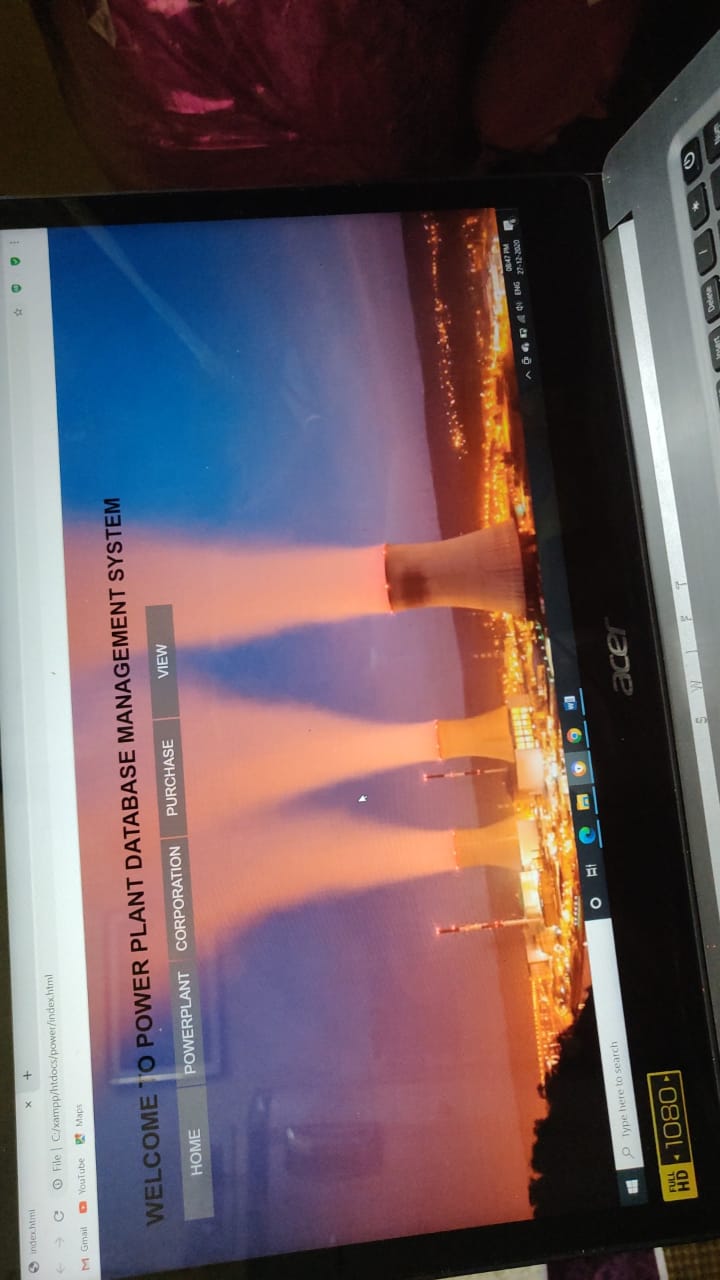 index.html
File | C:/xampp/htdocs/power/index.html
Gmail YouTube Maps
WELCOME TO POWER PLANT DATABASE MANAGEMENT SYSTEM
HOME POWERPLANT CORPORATION PURCHASE VIEW
ENG 08:47 PM
27-12-2020
Type here to search
acer
FULL HD 1080
SWIFT
Insert Delete